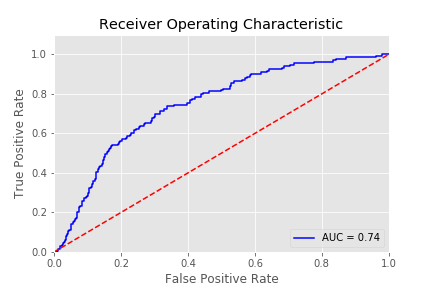 Receiver Operating Characteristic
True Positive Rate
1.0
0.8
0.6
0.4
0.2
0.0
AUC = 0.74
0.0 0.2 0.4 0.6 0.8 1.0
False Positive Rate